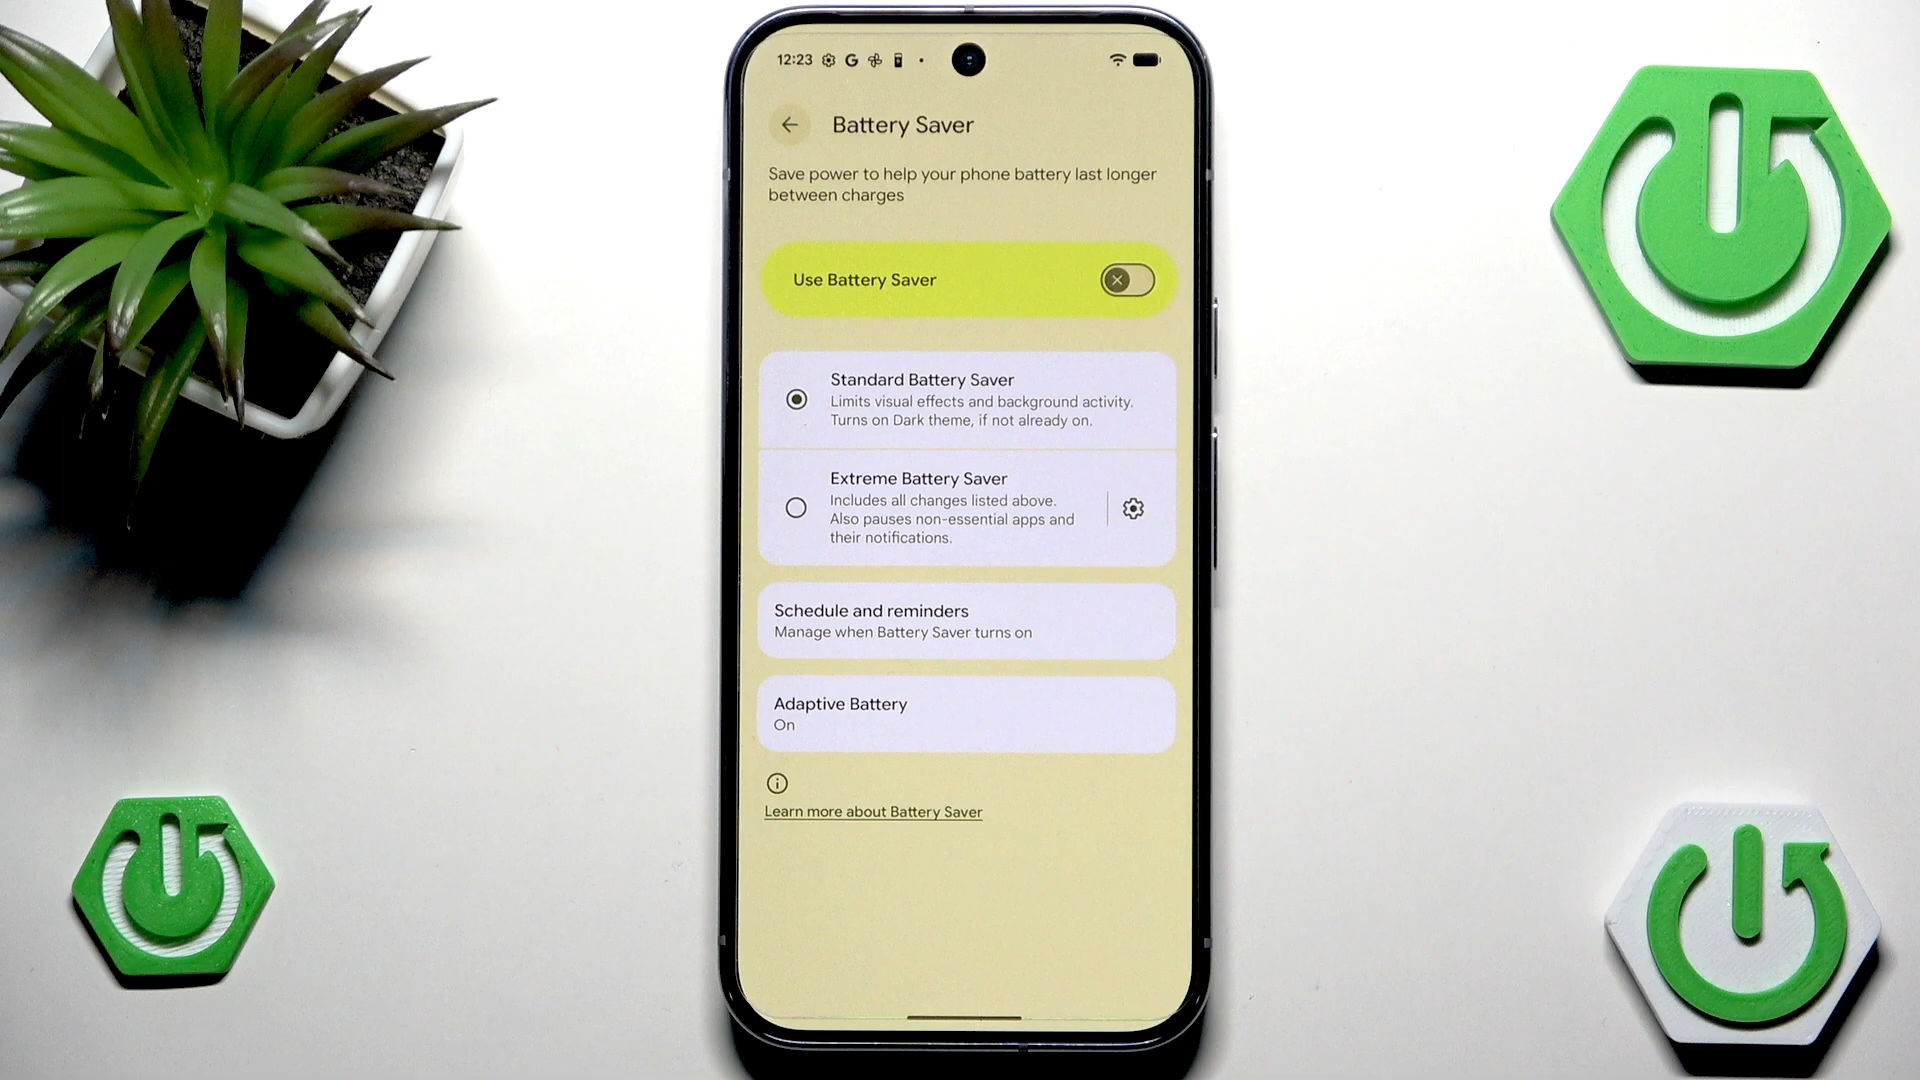 12:23
Battery Saver
Save power to help your phone battery last longer
between charges
Use Battery Saver
Standard Battery Saver
Limits visual effects and background activity.
Turns on Dark theme, if not already on.
Extreme Battery Saver
Includes all changes listed above.
Also pauses non-essential apps and
their notifications.
Schedule and reminders
Manage when Battery Saver turns on
Adaptive Battery
On
Learn more about Battery Saver